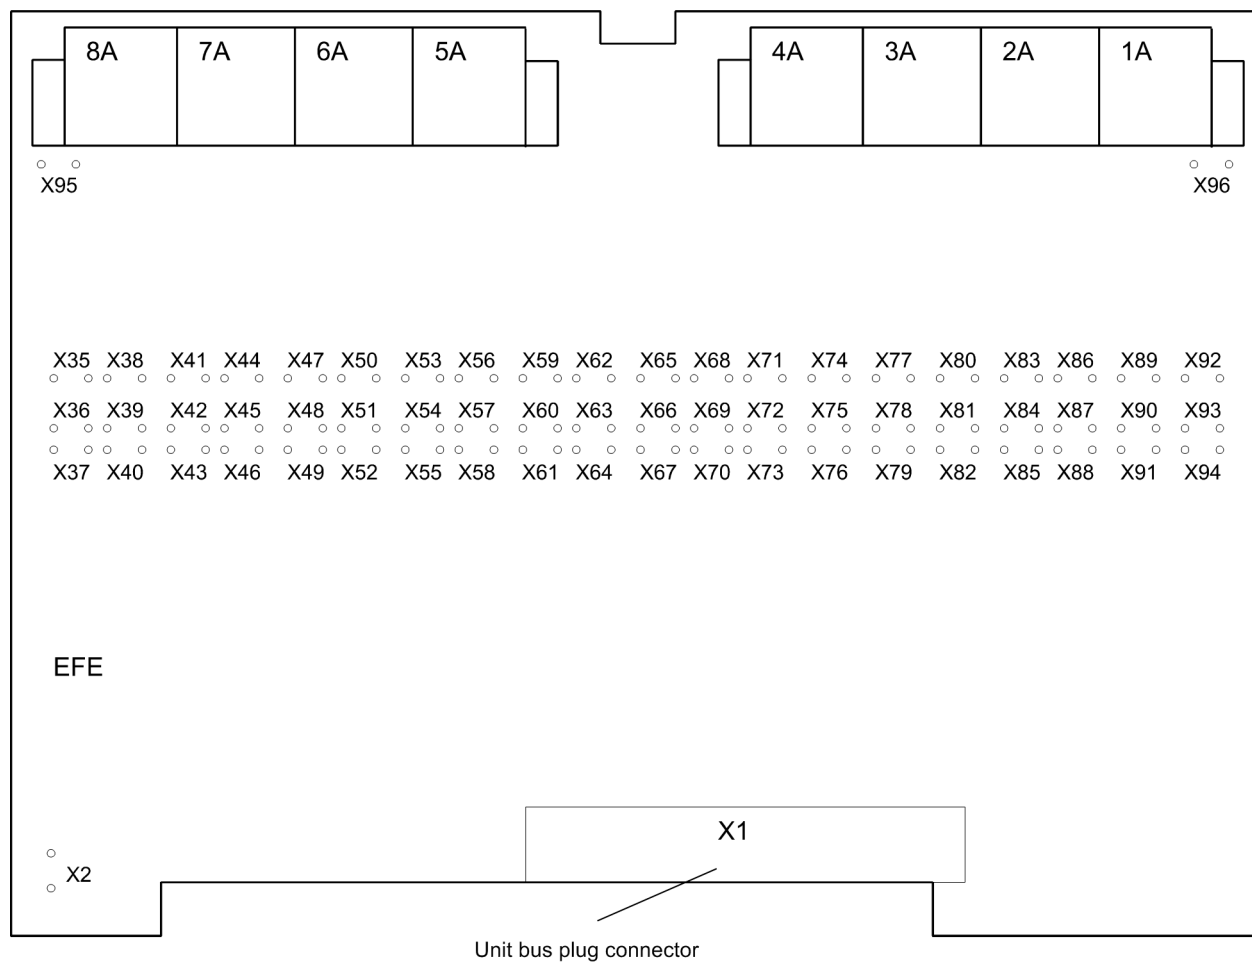 8A 7A 6A 5A 4A 3A 2A 1A
X95 X96
X35 X38 X41 X44 X47 X50 X53 X56 X59 X62 X65 X68 X71 X74 X77 X80 X83 X86 X89 X92
X36 X39 X42 X45 X48 X51 X54 X57 X60 X63 X66 X69 X72 X75 X78 X81 X84 X87 X90 X93
X37 X40 X43 X46 X49 X52 X55 X58 X61 X64 X67 X70 X73 X76 X79 X82 X85 X88 X91 X94
EFE
X1
X2
Unit bus plug connector